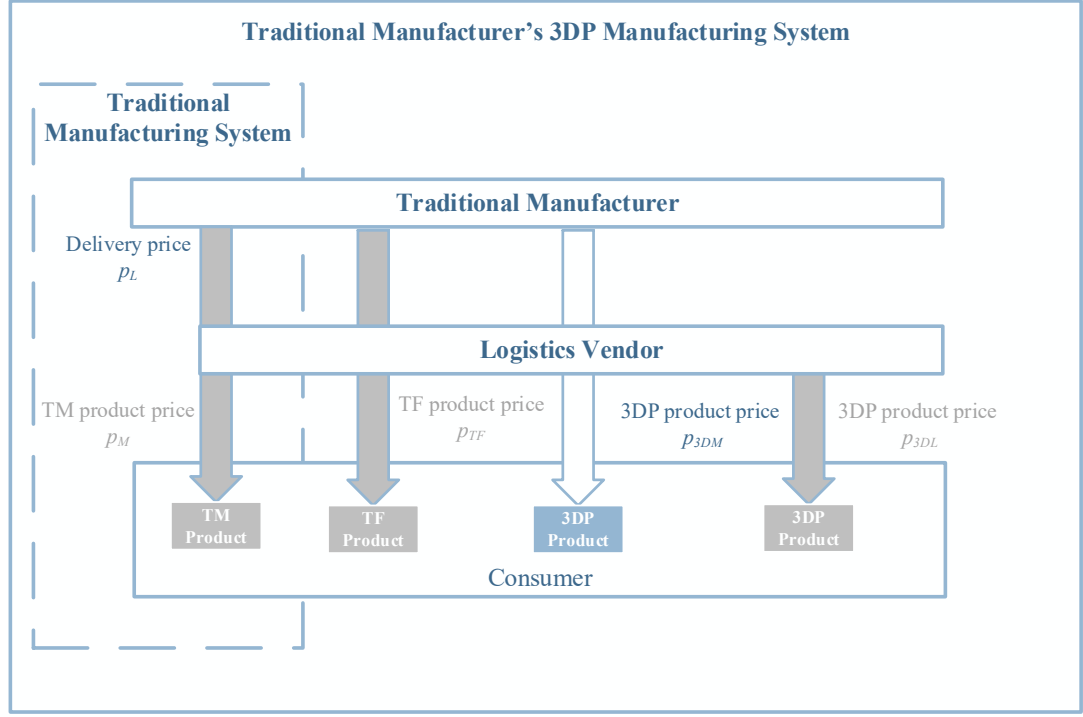 Traditional Manufacturer’s 3DP Manufacturing System
Traditional
Manufacturing System
Traditional Manufacturer
Delivery price
pL
Logistics Vendor
TM product price
pM
TF product price
pTF
3DP product price
p3DM
3DP product price
p3DL
TM
Product
TF
Product
3DP
Product
3DP
Product
Consumer